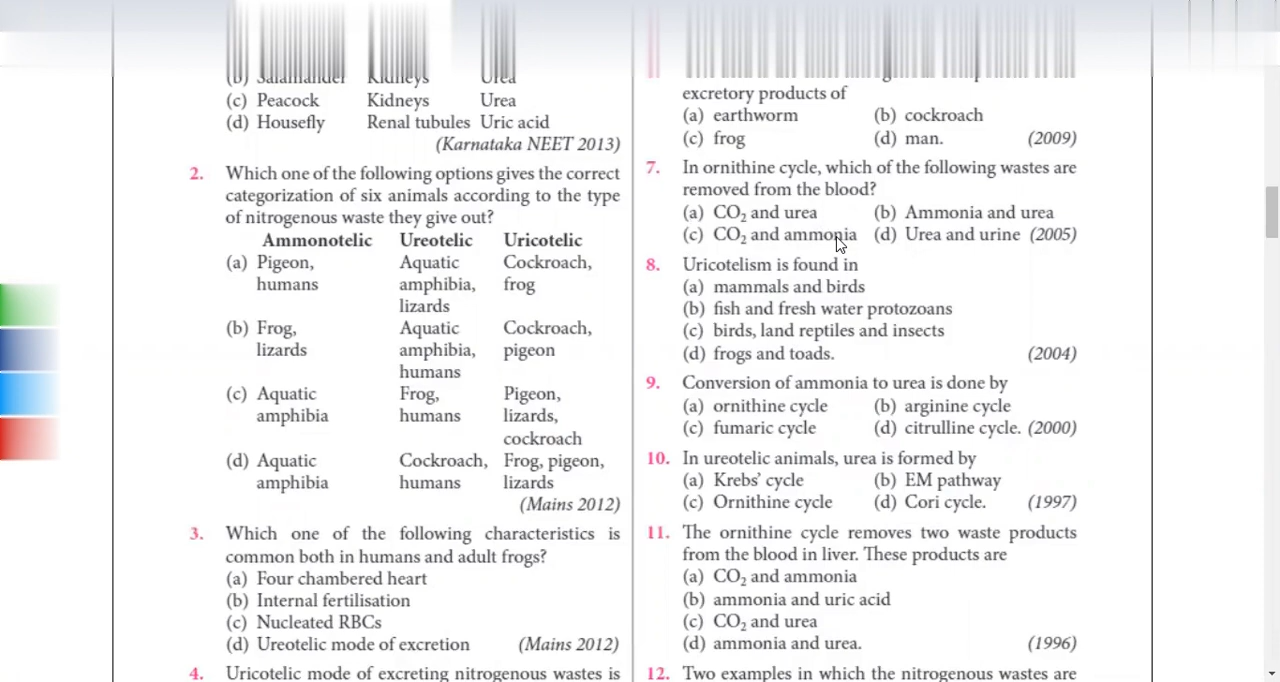 (b) Salamander Kidneys Urea
(c) Peacock Kidneys Urea
(d) Housefly Renal tubules Uric acid
(Karnataka NEET 2013)
2. Which one of the following options gives the correct
categorization of six animals according to the type
of nitrogenous waste they give out?
Ammonotelic Ureotelic Uricotelic
(a) Pigeon, Aquatic Cockroach,
humans amphibia, frog
lizards
(b) Frog, Aquatic Cockroach,
lizards amphibia, pigeon
humans
(c) Aquatic Frog, Pigeon,
amphibia humans lizards,
cockroach
(d) Aquatic Cockroach, Frog, pigeon,
amphibia humans lizards
(Mains 2012)
3. Which one of the following characteristics is
common both in humans and adult frogs?
(a) Four chambered heart
(b) Internal fertilisation
(c) Nucleated RBCs
(d) Ureotelic mode of excretion (Mains 2012)
4. Uricotelic mode of excreting nitrogenous wastes is
excretory products of
(a) earthworm (b) cockroach
(c) frog (d) man. (2009)
7. In ornithine cycle, which of the following wastes are
removed from the blood?
(a) CO₂ and urea (b) Ammonia and urea
(c) CO₂ and ammonia (d) Urea and urine (2005)
8. Uricotelism is found in
(a) mammals and birds
(b) fish and fresh water protozoans
(c) birds, land reptiles and insects
(d) frogs and toads. (2004)
9. Conversion of ammonia to urea is done by
(a) ornithine cycle (b) arginine cycle
(c) fumaric cycle (d) citrulline cycle. (2000)
10. In ureotelic animals, urea is formed by
(a) Krebs' cycle (b) EM pathway
(c) Ornithine cycle (d) Cori cycle. (1997)
11. The ornithine cycle removes two waste products
from the blood in liver. These products are
(a) CO₂ and ammonia
(b) ammonia and uric acid
(c) CO₂ and urea
(d) ammonia and urea. (1996)
12. Two examples in which the nitrogenous wastes are